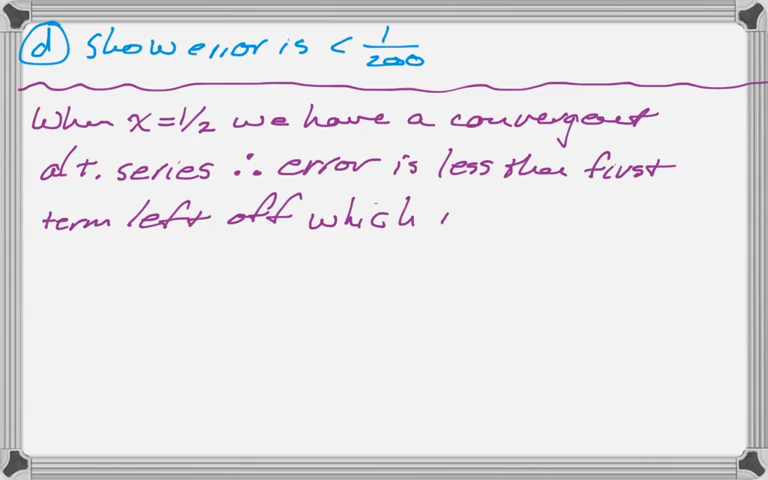 (d) Show error is < 1/200
When x = 1/2 we have a convergent
alt. series ∴ error is less than first
term left off which